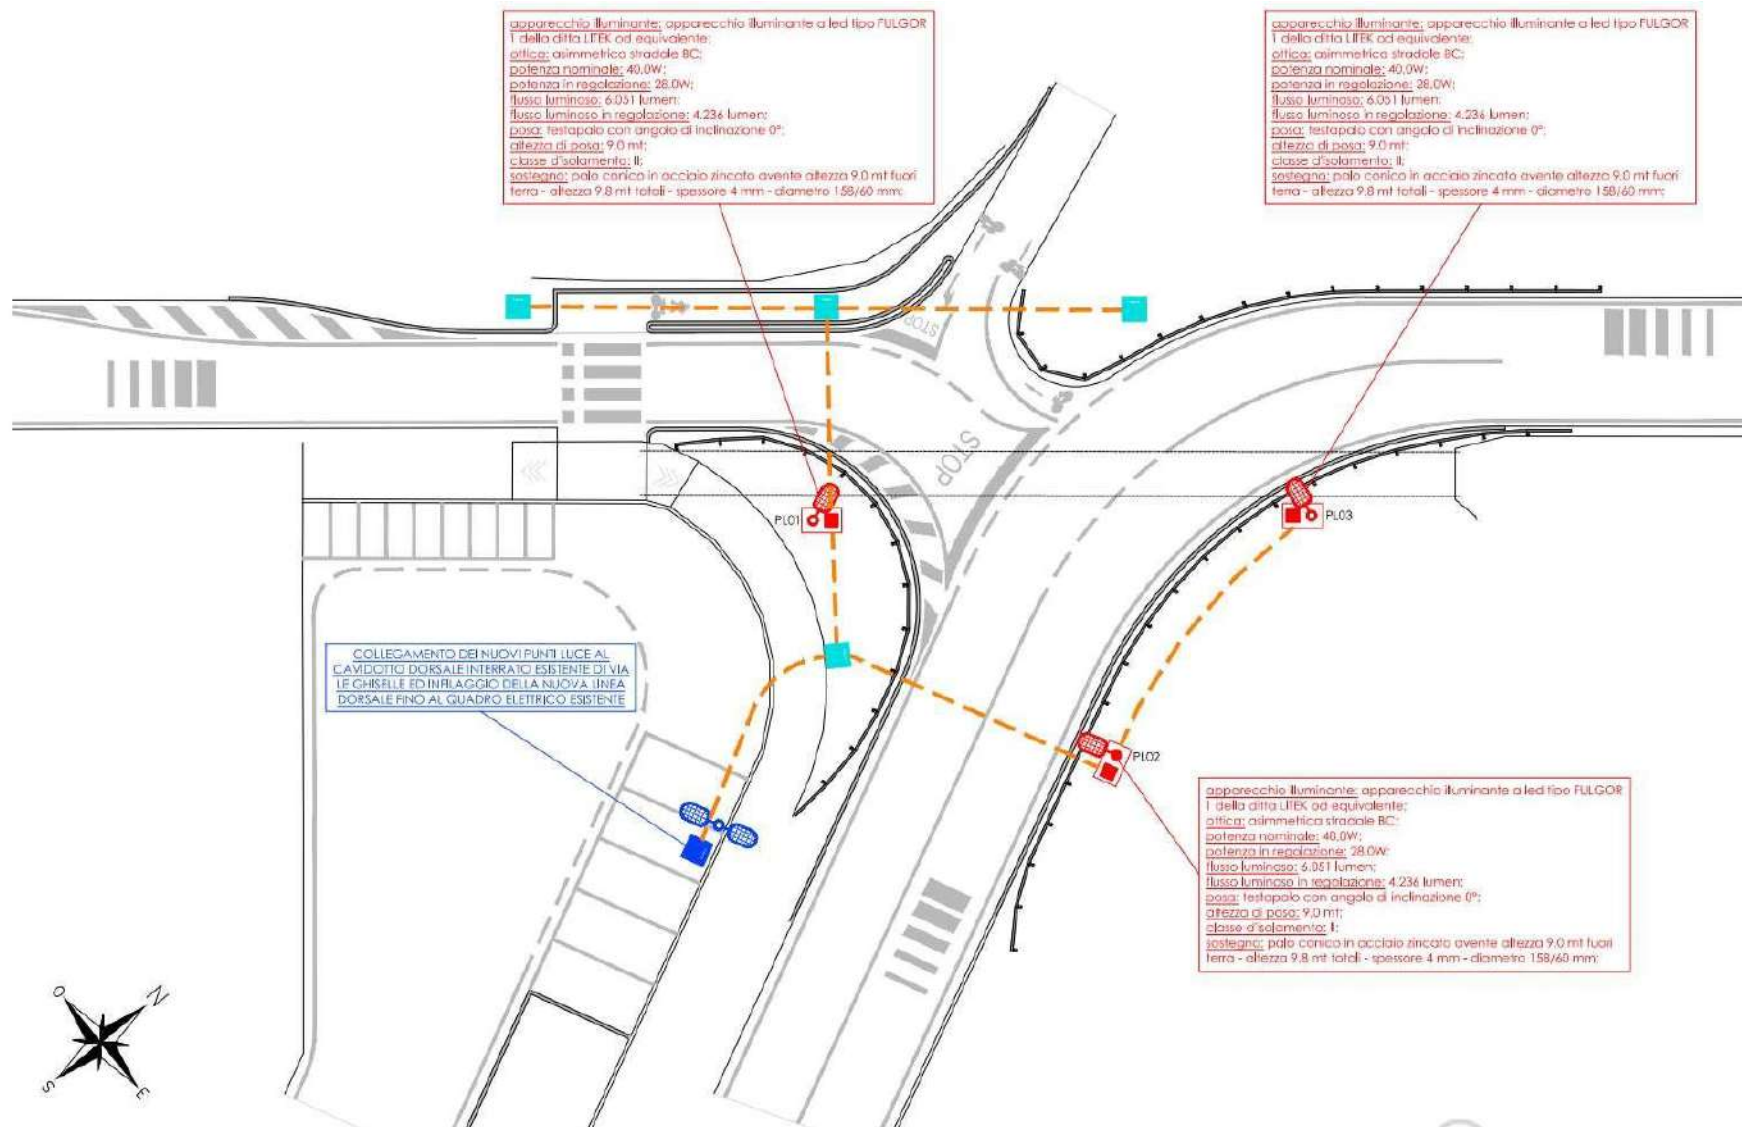 apparecchio illuminante: apparecchio illuminante a led tipo FULGOR
1 della ditta LITEK od equivalente;
ottica: asimmetrica stradale BC;
potenza nominale: 40,0W;
potenza in regolazione: 28,0W;
flusso luminoso: 6.051 lumen;
flusso luminoso in regolazione: 4.236 lumen;
posa: testapalo con angolo di inclinazione 0°;
altezza di posa: 9,0 mt;
classe d'isolamento: II;
sostegno: palo conico in acciaio zincato avente altezza 9.0 mt fuori
terra - altezza 9.8 mt totali - spessore 4 mm - diametro 158/60 mm;
apparecchio illuminante: apparecchio illuminante a led tipo FULGOR
1 della ditta LITEK od equivalente;
ottica: asimmetrica stradale BC;
potenza nominale: 40,0W;
potenza in regolazione: 28,0W;
flusso luminoso: 6.051 lumen;
flusso luminoso in regolazione: 4.236 lumen;
posa: testapalo con angolo di inclinazione 0°;
altezza di posa: 9,0 mt;
classe d'isolamento: II;
sostegno: palo conico in acciaio zincato avente altezza 9.0 mt fuori
terra - altezza 9.8 mt totali - spessore 4 mm - diametro 158/60 mm;
STOP
STOP
PL01
PL03
COLLEGAMENTO DEI NUOVI PUNTI LUCE AL
CAVIDOTTO DORSALE INTERRATO ESISTENTE DI VIA
LE GHISELLE ED INFILAGGIO DELLA NUOVA LINEA
DORSALE FINO AL QUADRO ELETTRICO ESISTENTE
PL02
apparecchio illuminante: apparecchio illuminante a led tipo FULGOR
1 della ditta LITEK od equivalente;
ottica: asimmetrica stradale BC;
potenza nominale: 40,0W;
potenza in regolazione: 28,0W;
flusso luminoso: 6.051 lumen;
flusso luminoso in regolazione: 4.236 lumen;
posa: testapalo con angolo di inclinazione 0°;
altezza di posa: 9,0 mt;
classe d'isolamento: II;
sostegno: palo conico in acciaio zincato avente altezza 9.0 mt fuori
terra - altezza 9.8 mt totali - spessore 4 mm - diametro 158/60 mm;
O
N
S
E